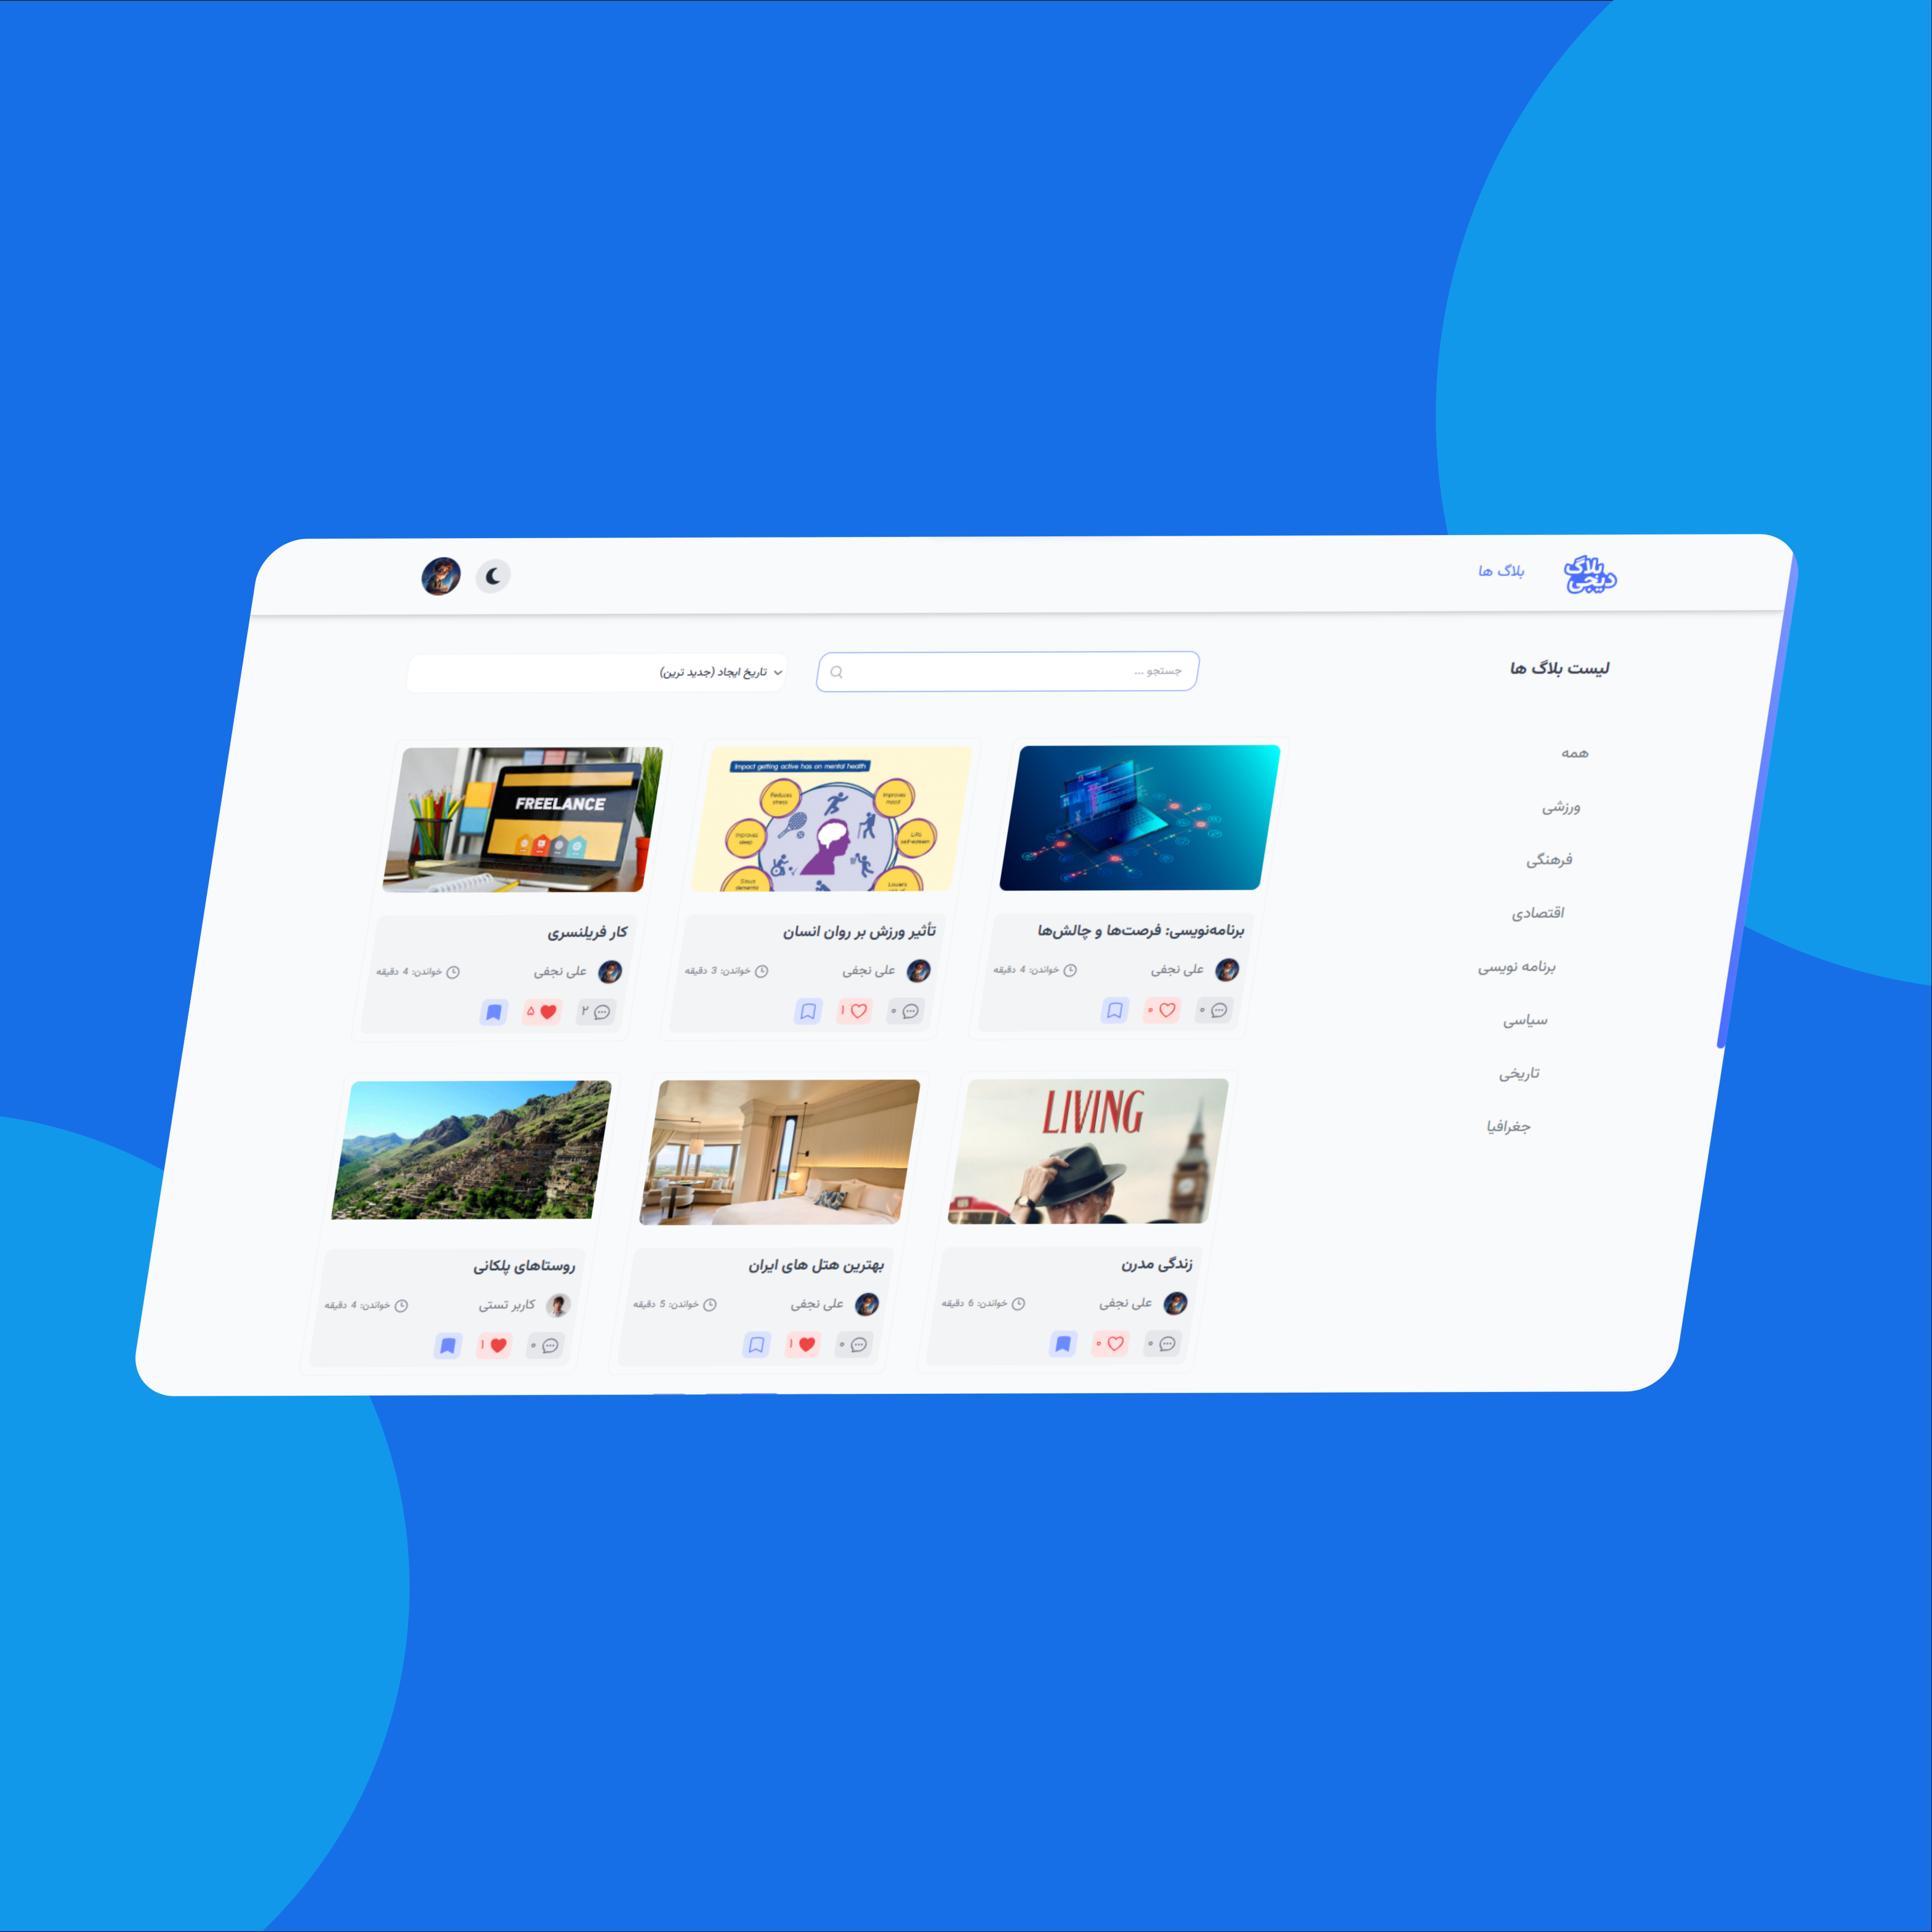 بلاگ
دیجی
بلاگ ها
لیست بلاگ ها
جستجو ...
تاریخ ایجاد (جدید ترین)
همه
ورزشی
فرهنگی
اقتصادی
برنامه نویسی
سیاسی
تاریخی
جغرافیا
برنامه‌نویسی: فرصت‌ها و چالش‌ها
علی نجفی
خواندن: 4 دقیقه
۰
۰
Impact getting active has on mental health
Reduces stress
Improves mood
Improves sleep
Lifts self-esteem
Staus dementia
Lowers
تأثیر ورزش بر روان انسان
علی نجفی
خواندن: 3 دقیقه
۰
۱
FREELANCE
کار فریلنسری
علی نجفی
خواندن: 4 دقیقه
۲
۵
LIVING
زندگی مدرن
علی نجفی
خواندن: 6 دقیقه
۰
۰
بهترین هتل های ایران
علی نجفی
خواندن: 5 دقیقه
۰
۱
روستاهای پلکانی
کاربر تستی
خواندن: 4 دقیقه
۰
۱